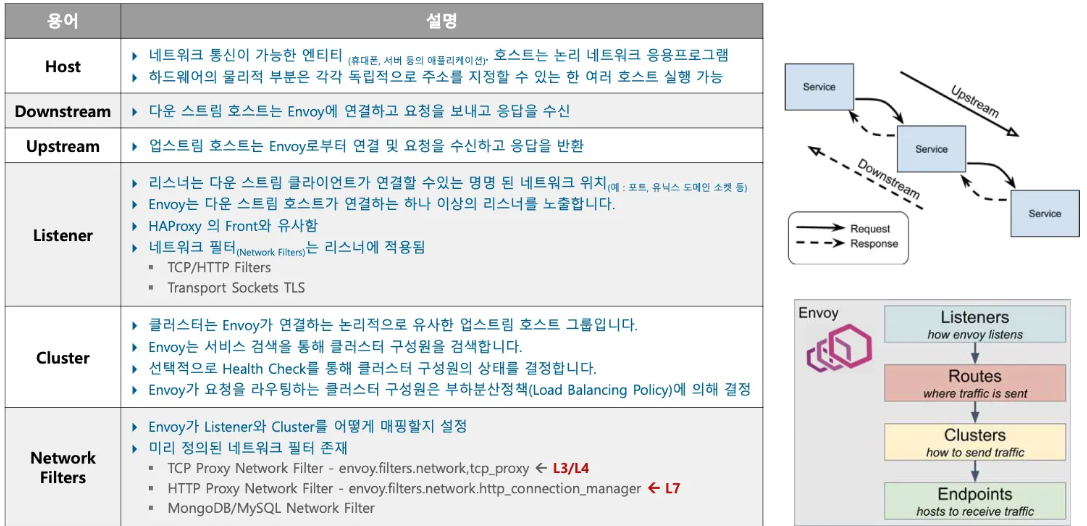 용어 설명
Host
네트워크 통신이 가능한 엔티티 (휴대폰, 서버 등의 애플리케이션). 호스트는 논리 네트워크 응용프로그램
하드웨어의 물리적 부분은 각각 독립적으로 주소를 지정할 수 있는 한 여러 호스트 실행 가능
Downstream
다운 스트림 호스트는 Envoy에 연결하고 요청을 보내고 응답을 수신
Upstream
업스트림 호스트는 Envoy로부터 연결 및 요청을 수신하고 응답을 반환
Listener
리스너는 다운 스트림 클라이언트가 연결할 수있는 명명 된 네트워크 위치(예 : 포트, 유닉스 도메인 소켓 등)
Envoy는 다운 스트림 호스트가 연결하는 하나 이상의 리스너를 노출합니다.
HAProxy 의 Front와 유사함
네트워크 필터(Network Filters)는 리스너에 적용됨
TCP/HTTP Filters
Transport Sockets TLS
Cluster
클러스터는 Envoy가 연결하는 논리적으로 유사한 업스트림 호스트 그룹입니다.
Envoy는 서비스 검색을 통해 클러스터 구성원을 검색합니다.
선택적으로 Health Check를 통해 클러스터 구성원의 상태를 결정합니다.
Envoy가 요청을 라우팅하는 클러스터 구성원은 부하분산정책(Load Balancing Policy)에 의해 결정
Network
Filters
Envoy가 Listener와 Cluster를 어떻게 매핑할지 설정
미리 정의된 네트워크 필터 존재
TCP Proxy Network Filter - envoy.filters.network,tcp_proxy ← L3/L4
HTTP Proxy Network Filter - envoy.filters.network.http_connection_manager ← L7
MongoDB/MySQL Network Filter
Service
Upstream
Service
Downstream
Service
Request
Response
Envoy
Listeners
how envoy listens
Routes
where traffic is sent
Clusters
how to send traffic
Endpoints
hosts to receive traffic